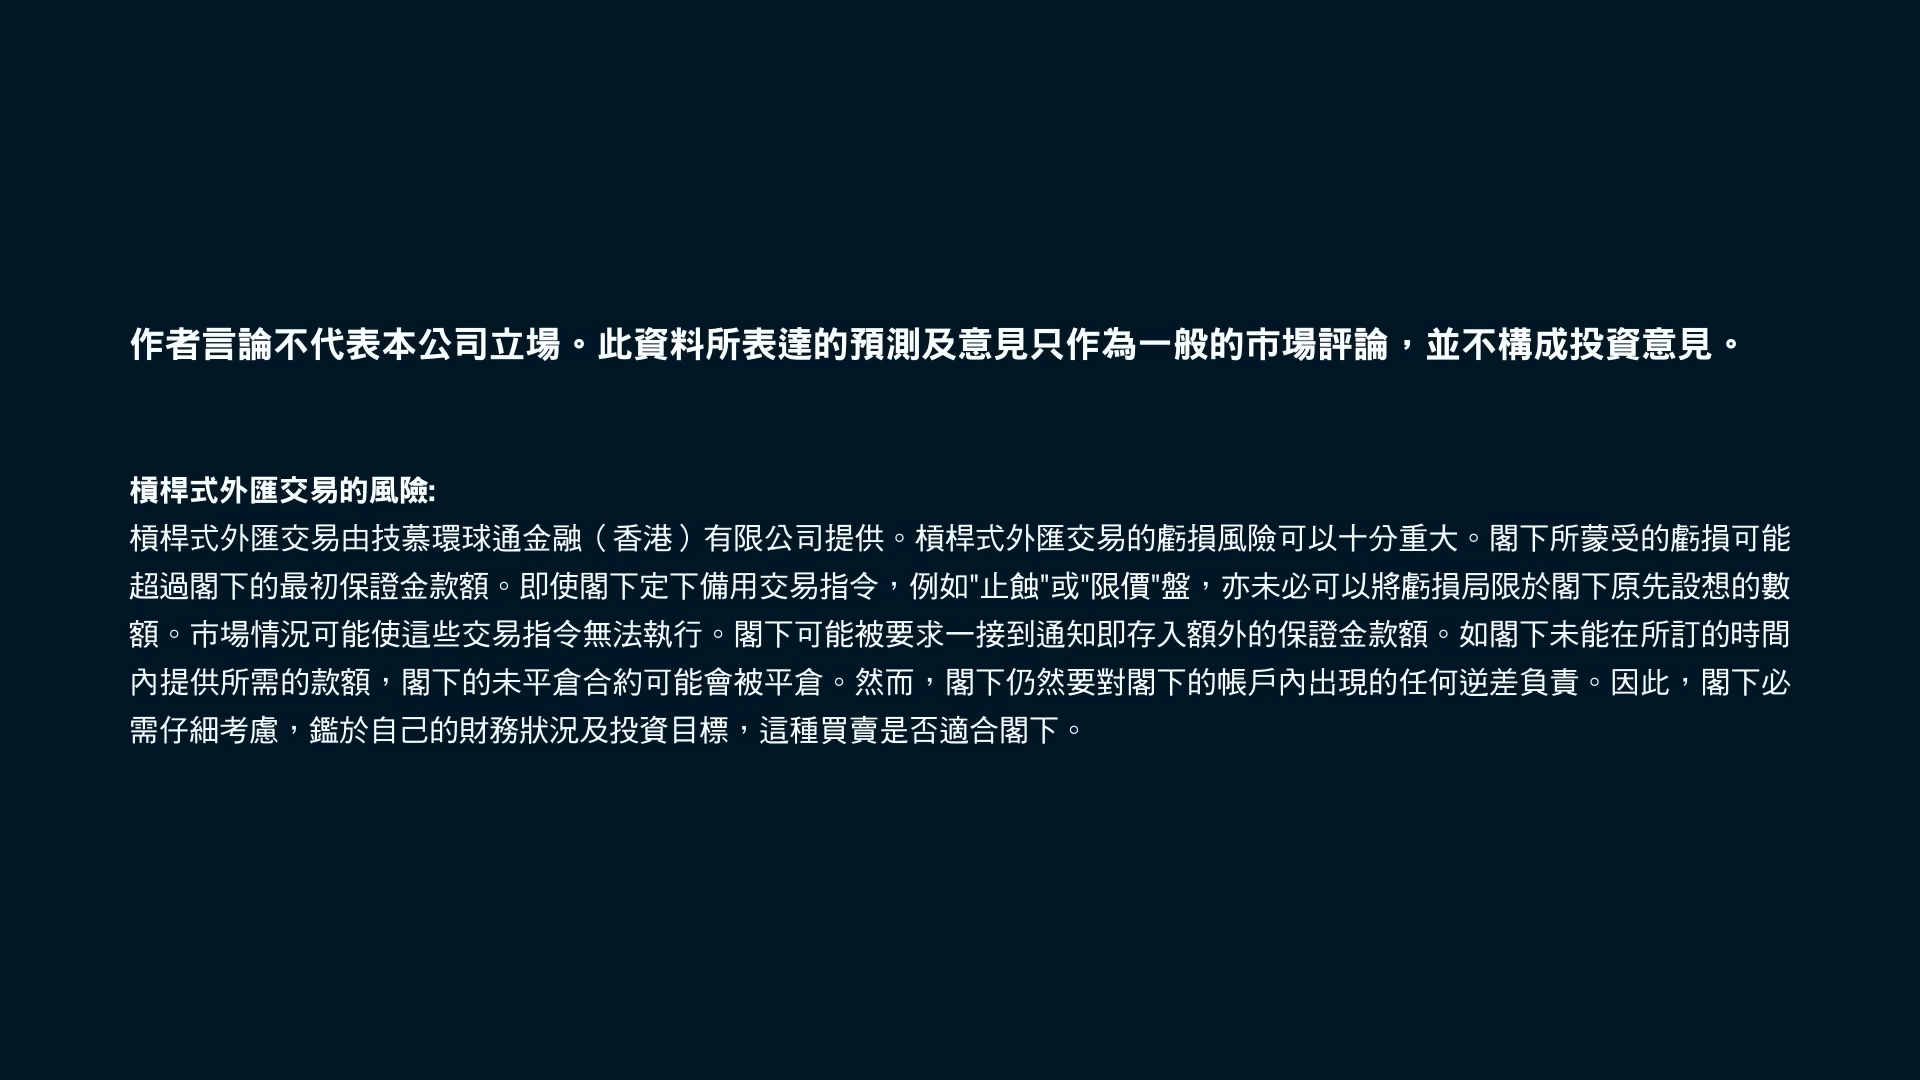 作者言論不代表本公司立場。此資料所表達的預測及意見只作為一般的市場評論，並不構成投資意見。
槓桿式外匯交易的風險:
槓桿式外匯交易由技慕環球通金融（香港）有限公司提供。槓桿式外匯交易的虧損風險可以十分重大。閣下所蒙受的虧損可能
超過閣下的最初保證金款額。即使閣下定下備用交易指令，例如"止蝕"或"限價"盤，亦未必可以將虧損局限於閣下原先設想的數
額。市場情況可能使這些交易指令無法執行。閣下可能被要求一接到通知即存入額外的保證金款額。如閣下未能在所訂的時間
內提供所需的款額，閣下的未平倉合約可能會被平倉。然而，閣下仍然要對閣下的帳戶內出現的任何逆差負責。因此，閣下必
需仔細考慮，鑑於自己的財務狀況及投資目標，這種買賣是否適合閣下。